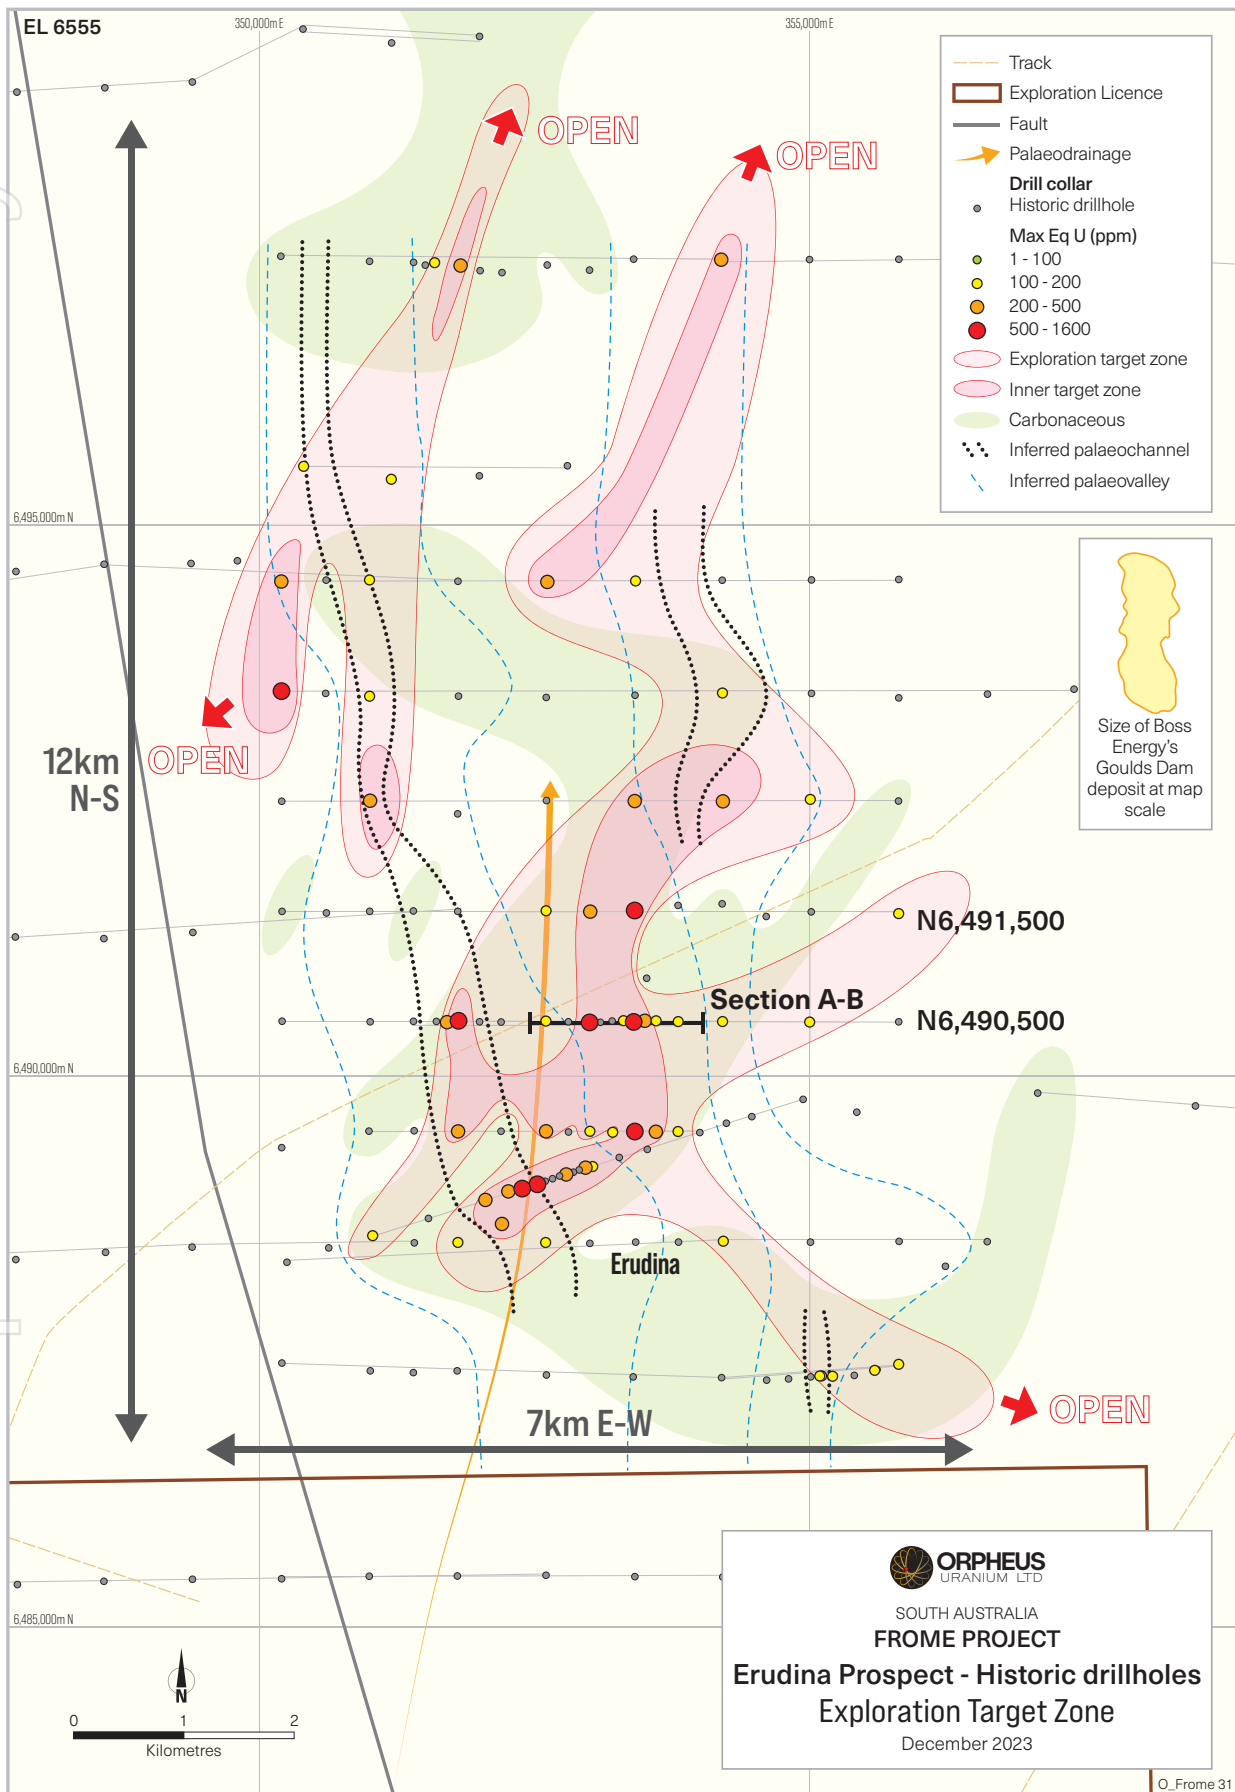 EL 6555
350,000m E
355,000m E
Track
Exploration Licence
Fault
Palaeodrainage
Drill collar
Historic drillhole
Max Eq U (ppm)
1 - 100
100 - 200
200 - 500
500 - 1600
Exploration target zone
Inner target zone
Carbonaceous
Inferred palaeochannel
Inferred palaeovalley
OPEN
OPEN
6,495,000m N
Size of Boss
Energy's
Goulds Dam
deposit at map
scale
OPEN
12km
N-S
N6,491,500
Section A-B
N6,490,500
6,490,000m N
Erudina
OPEN
7km E-W
6,485,000m N
N
0 1 2
Kilometres
ORPHEUS
URANIUM LTD
SOUTH AUSTRALIA
FROME PROJECT
Erudina Prospect - Historic drillholes
Exploration Target Zone
December 2023
O_Frome 31